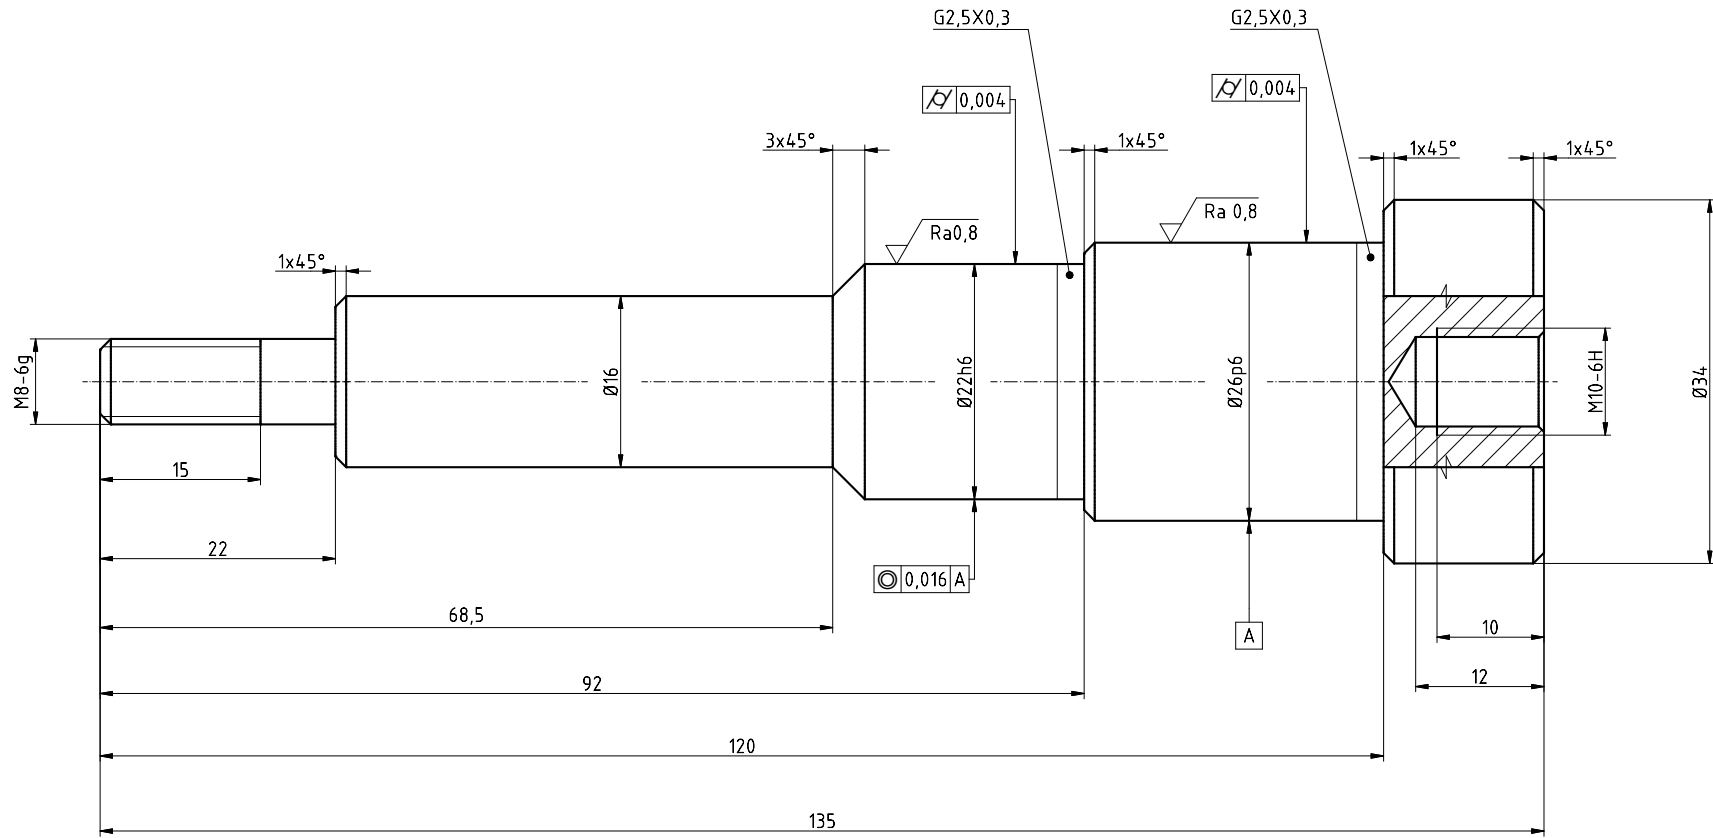 G2,5X0,3
G2,5X0,3
0,004
0,004
3x45°
1x45°
1x45°
1x45°
Ra0,8
Ra 0,8
1x45°
M8-6g
Ø16
Ø22h6
Ø26p6
M10-6H
Ø34
15
22
0,016 A
68,5
A
10
12
92
120
135